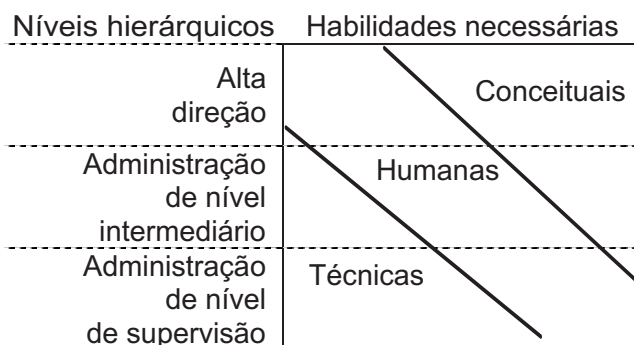 Níveis hierárquicos Habilidades necessárias
Alta
direção
Conceituais
Administração
de nível
intermediário
Humanas
Administração
de nível
de supervisão
Técnicas